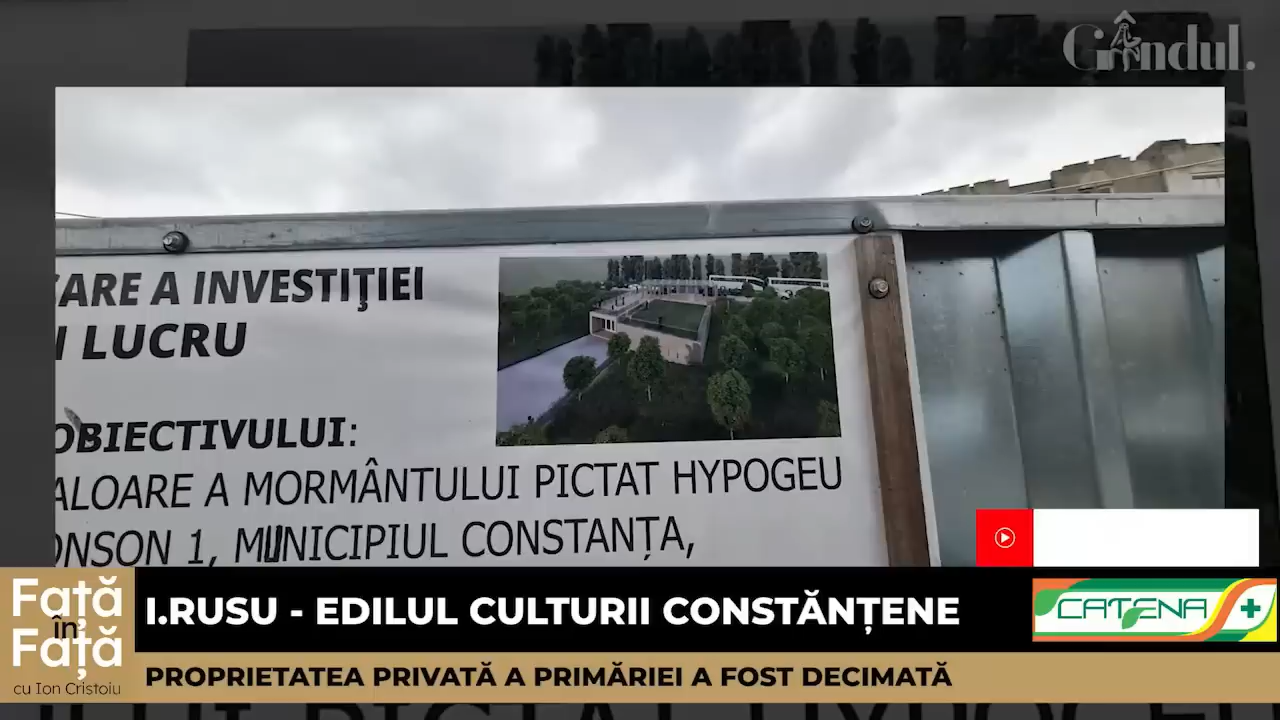 Gândul.
ARE A INVESTIŢIEI
LUCRU
OBIECTIVULUI:
ALOARE A MORMÂNTULUI PICTAT HYPOGEU
ONSON 1, MUNICIPIUL CONSTANȚA,
Față
în
Față
cu Ion Cristoiu
I.RUSU - EDILUL CULTURII CONSTĂNȚENE
CATENA
PROPRIETATEA PRIVATĂ A PRIMĂRIEI A FOST DECIMATĂ